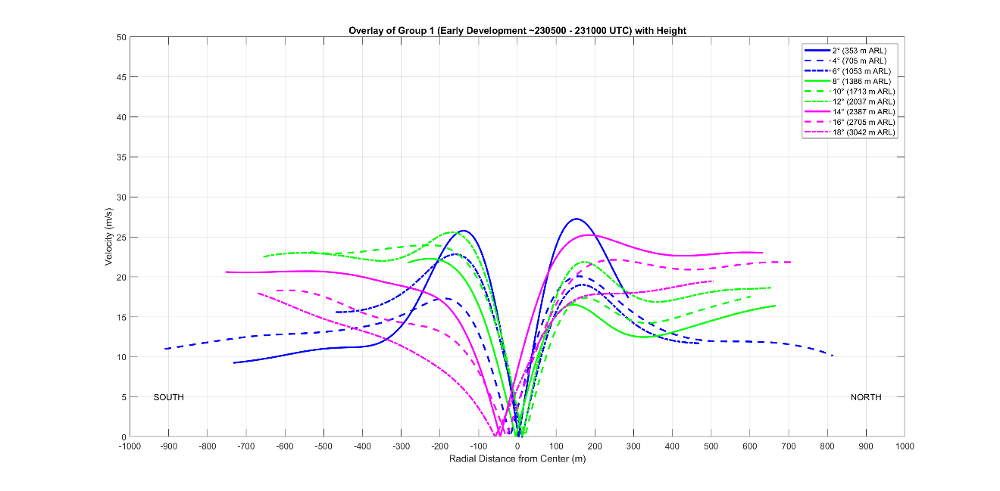 Overlay of Group 1 (Early Development ~230500 - 231000 UTC) with Height
50
45
40
35
30
25
20
15
10
5
0
Velocity (m/s)
2° (353 m ARL)
4° (705 m ARL)
6° (1053 m ARL)
8° (1386 m ARL)
10° (1713 m ARL)
12° (2037 m ARL)
14° (2387 m ARL)
16° (2705 m ARL)
18° (3042 m ARL)
SOUTH NORTH
-1000 -900 -800 -700 -600 -500 -400 -300 -200 -100 0 100 200 300 400 500 600 700 800 900 1000
Radial Distance from Center (m)